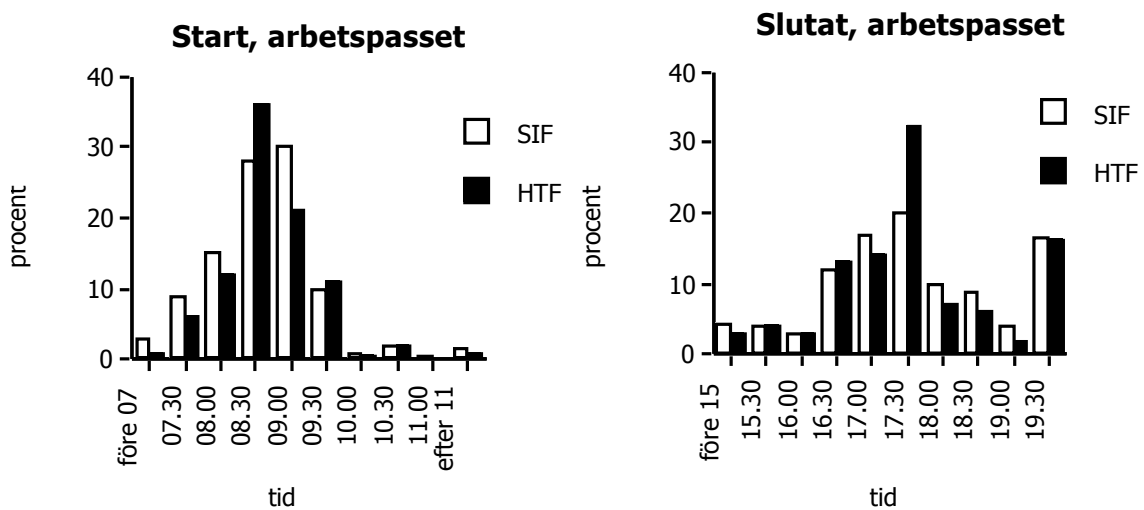 Start, arbetspasset
40
30
20
10
0
procent
SIF
HTF
före 07
07.30
08.00
08.30
09.00
09.30
10.00
10.30
11.00
efter 11
tid
Slutat, arbetspasset
40
30
20
10
0
procent
SIF
HTF
före 15
15.30
16.00
16.30
17.00
17.30
18.00
18.30
19.00
19.30
tid